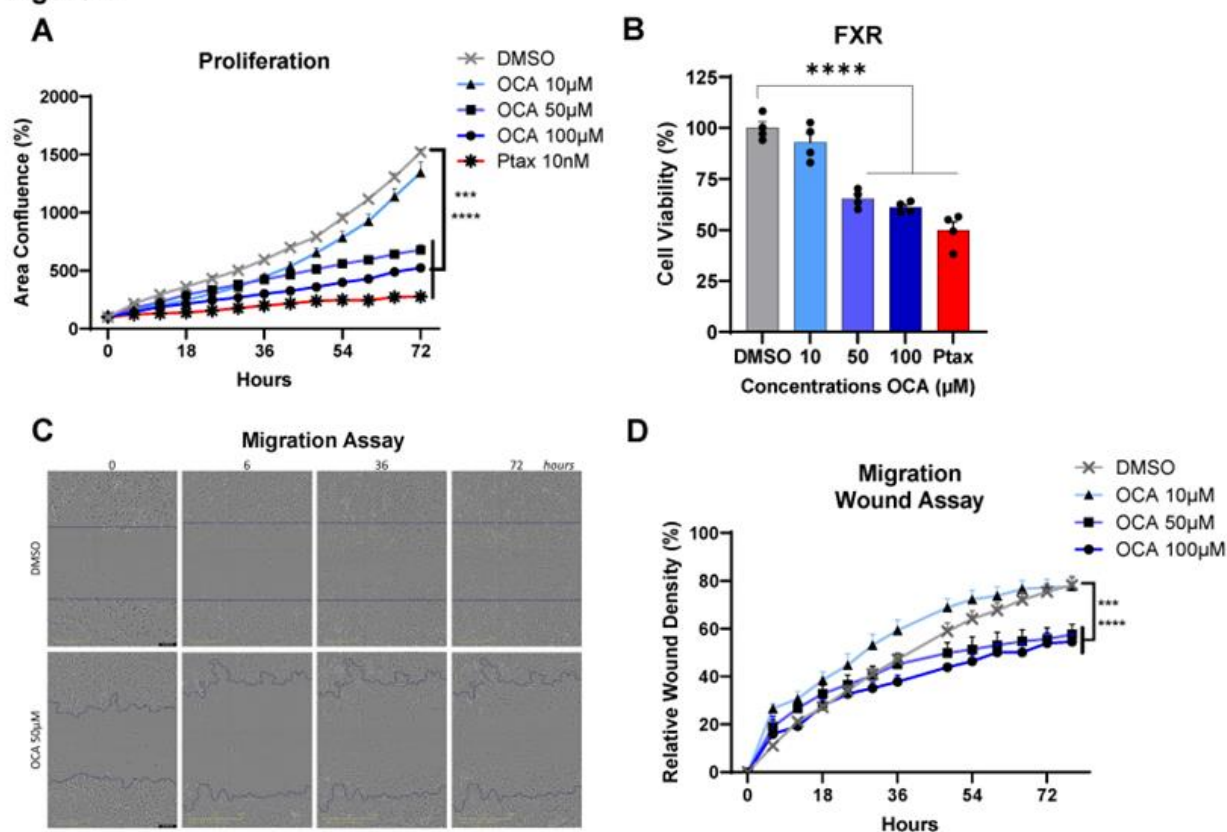 A
Proliferation
DMSO
OCA 10µM
OCA 50µM
OCA 100µM
Ptax 10nM
Area Confluence (%)
2000
1500
1000
500
0
***
****
0 18 36 54 72
Hours
B
FXR
****
Cell Viability (%)
125
100
75
50
25
0
DMSO 10 50 100 Ptax
Concentrations OCA (µM)
C
Migration Assay
0 6 36 72 hours
DMSO
OCA 50µM
D
Migration
Wound Assay
DMSO
OCA 10µM
OCA 50µM
OCA 100µM
Relative Wound Density (%)
100
80
60
40
20
0
***
****
0 18 36 54 72
Hours